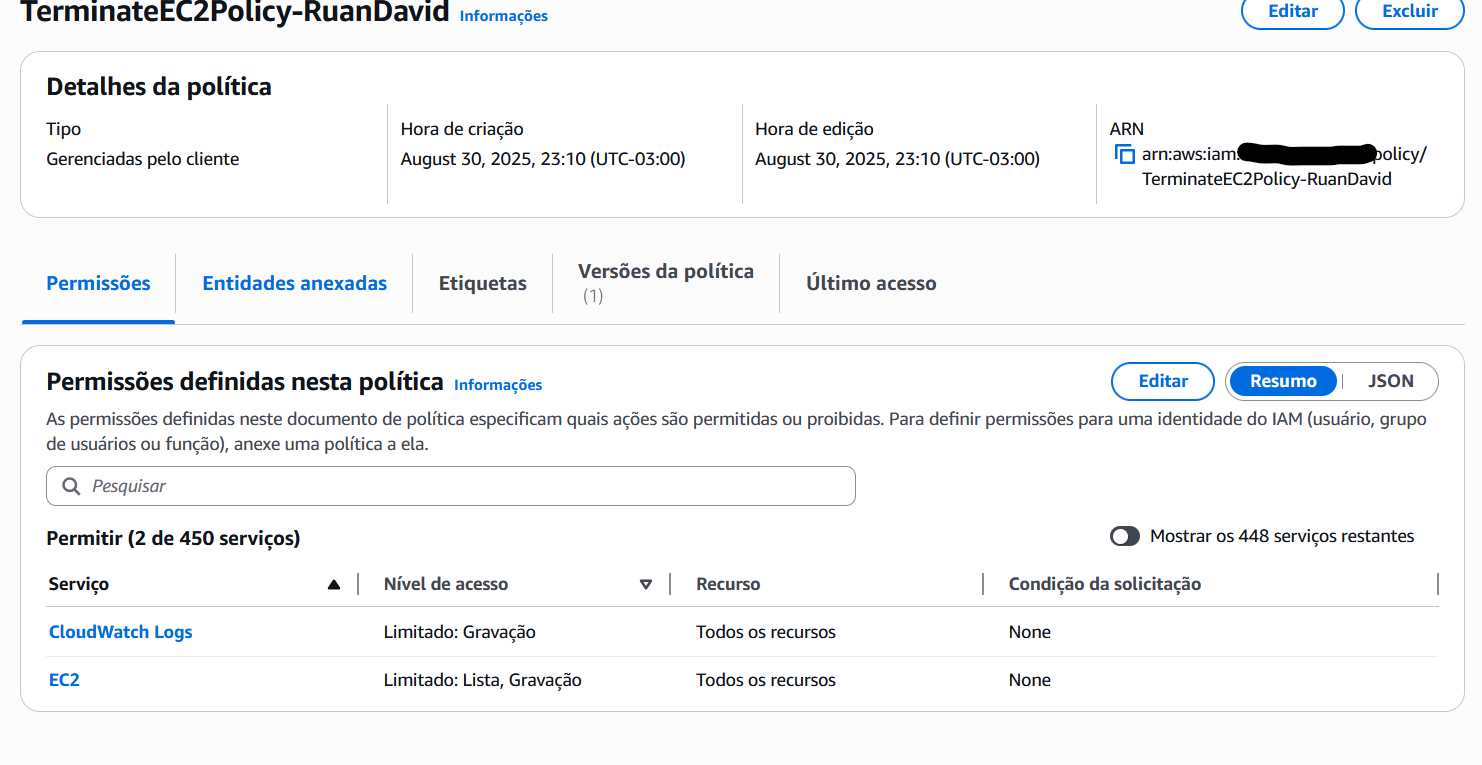 TerminateEC2Policy-RuanDavid Informações
Editar
Excluir
Detalhes da política
Tipo
Gerenciadas pelo cliente
Hora de criação
August 30, 2025, 23:10 (UTC-03:00)
Hora de edição
August 30, 2025, 23:10 (UTC-03:00)
ARN
arn:aws:iam: policy/
TerminateEC2Policy-RuanDavid
Permissões
Entidades anexadas
Etiquetas
Versões da política
(1)
Último acesso
Permissões definidas nesta política Informações
Editar
Resumo
JSON
As permissões definidas neste documento de política especificam quais ações são permitidas ou proibidas. Para definir permissões para uma identidade do IAM (usuário, grupo
de usuários ou função), anexe uma política a ela.
Pesquisar
Permitir (2 de 450 serviços)
Mostrar os 448 serviços restantes
Serviço
Nível de acesso
Recurso
Condição da solicitação
CloudWatch Logs
Limitado: Gravação
Todos os recursos
None
EC2
Limitado: Lista, Gravação
Todos os recursos
None